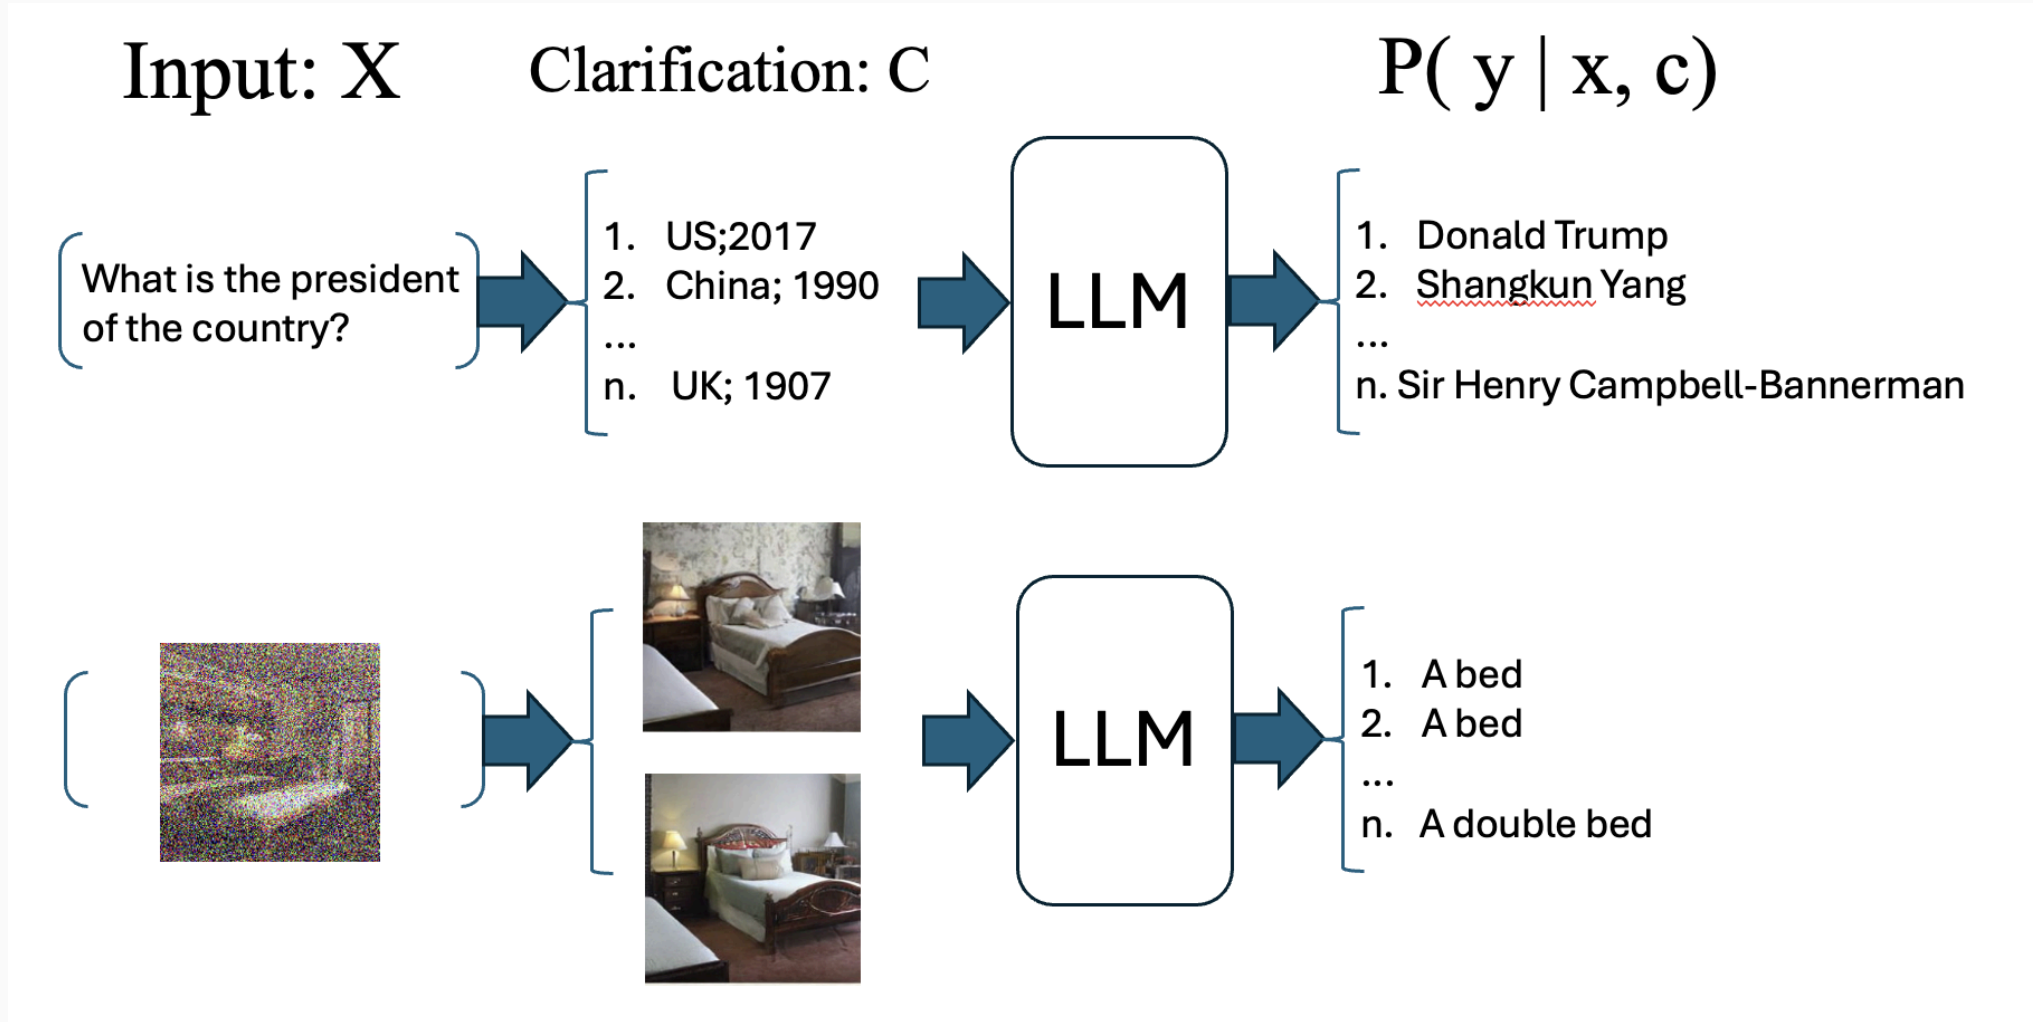 Input: X
Clarification: C
P( y | x, c)
What is the president
of the country?
1. US;2017
2. China; 1990
...
n. UK; 1907
LLM
1. Donald Trump
2. Shangkun Yang
...
n. Sir Henry Campbell-Bannerman
LLM
1. A bed
2. A bed
...
n. A double bed